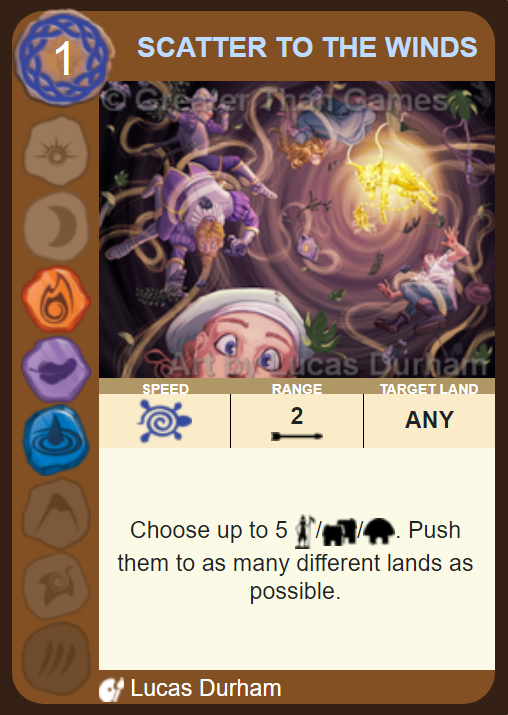 1
SCATTER TO THE WINDS
© Greater Than Games
Art by Lucas Durham
SPEED RANGE TARGET LAND
2 ANY
Choose up to 5 / / . Push
them to as many different lands as
possible.
Lucas Durham